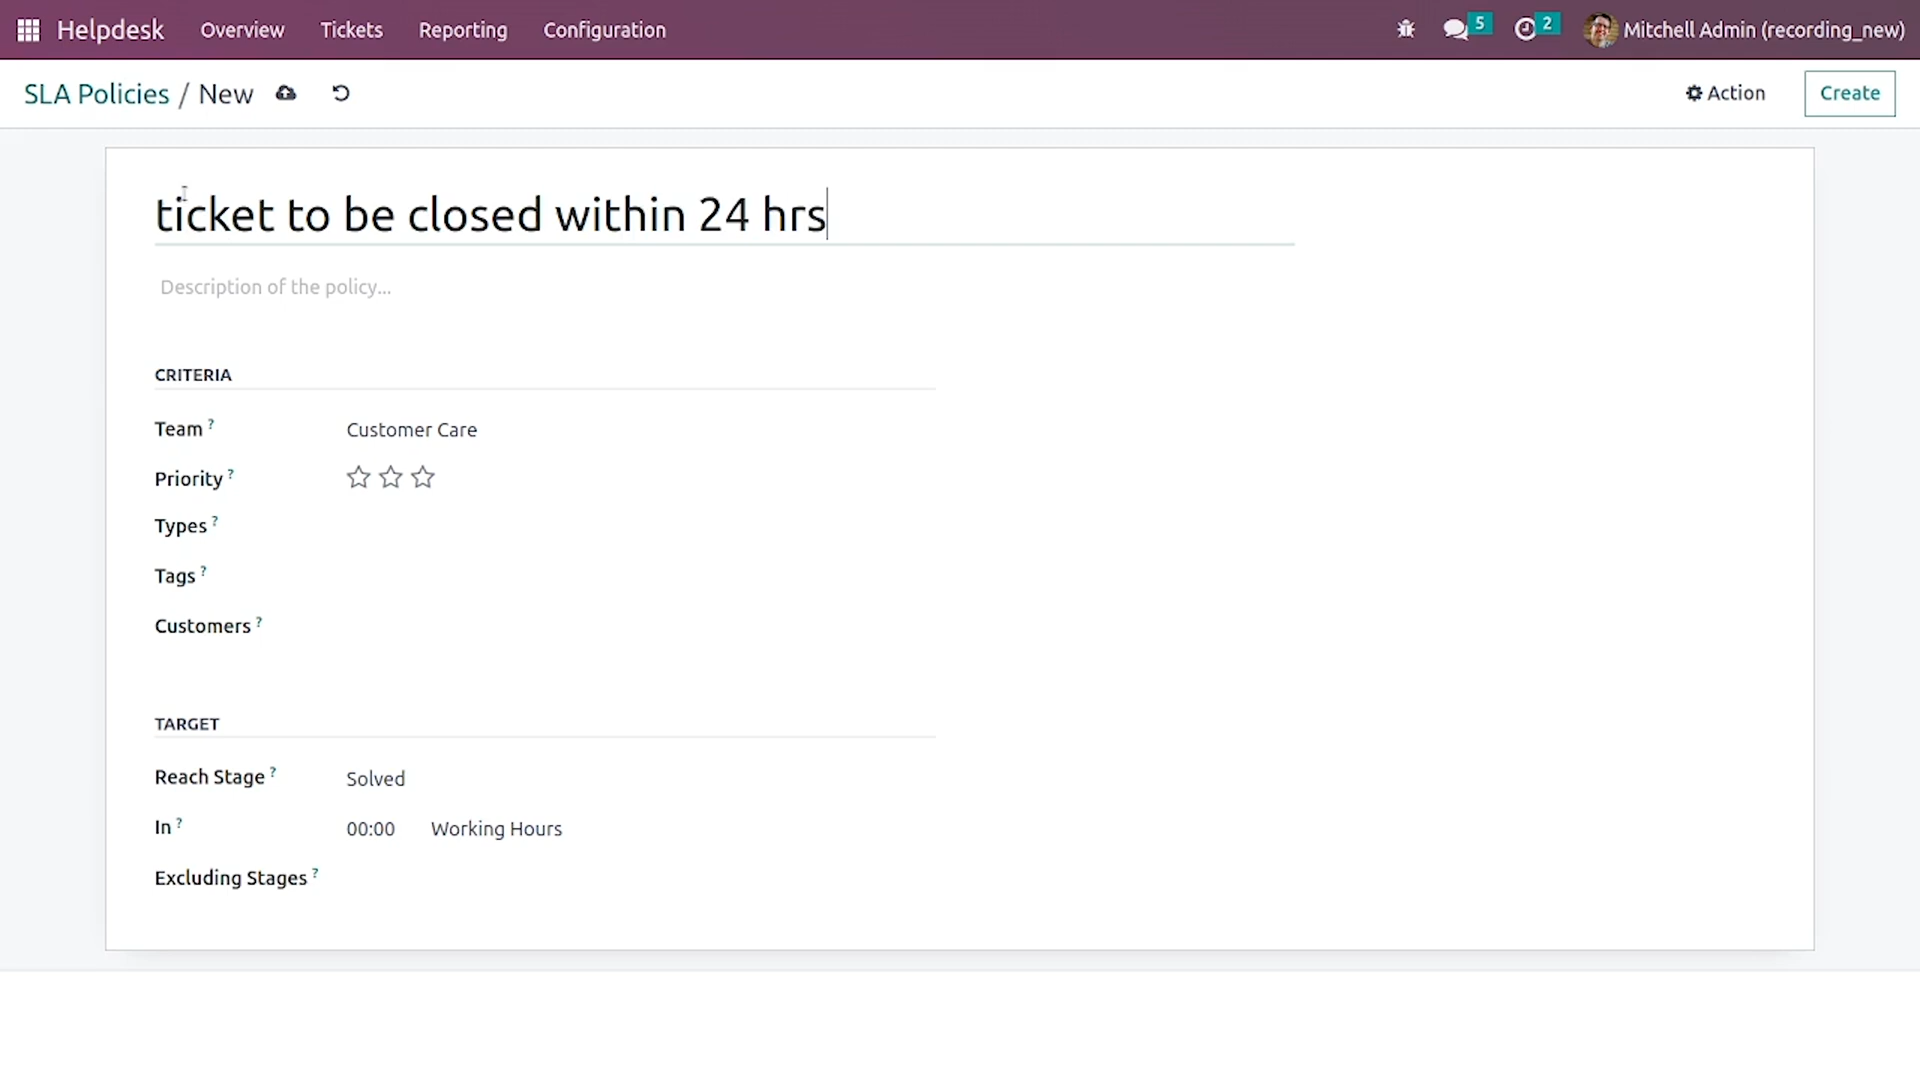 Helpdesk Overview Tickets Reporting Configuration 5 2 Mitchell Admin (recording_new)
SLA Policies / New Action Create
ticket to be closed within 24 hrs
Description of the policy...
CRITERIA
Team ? Customer Care
Priority ?
Types ?
Tags ?
Customers ?
TARGET
Reach Stage ? Solved
In ? 00:00 Working Hours
Excluding Stages ?